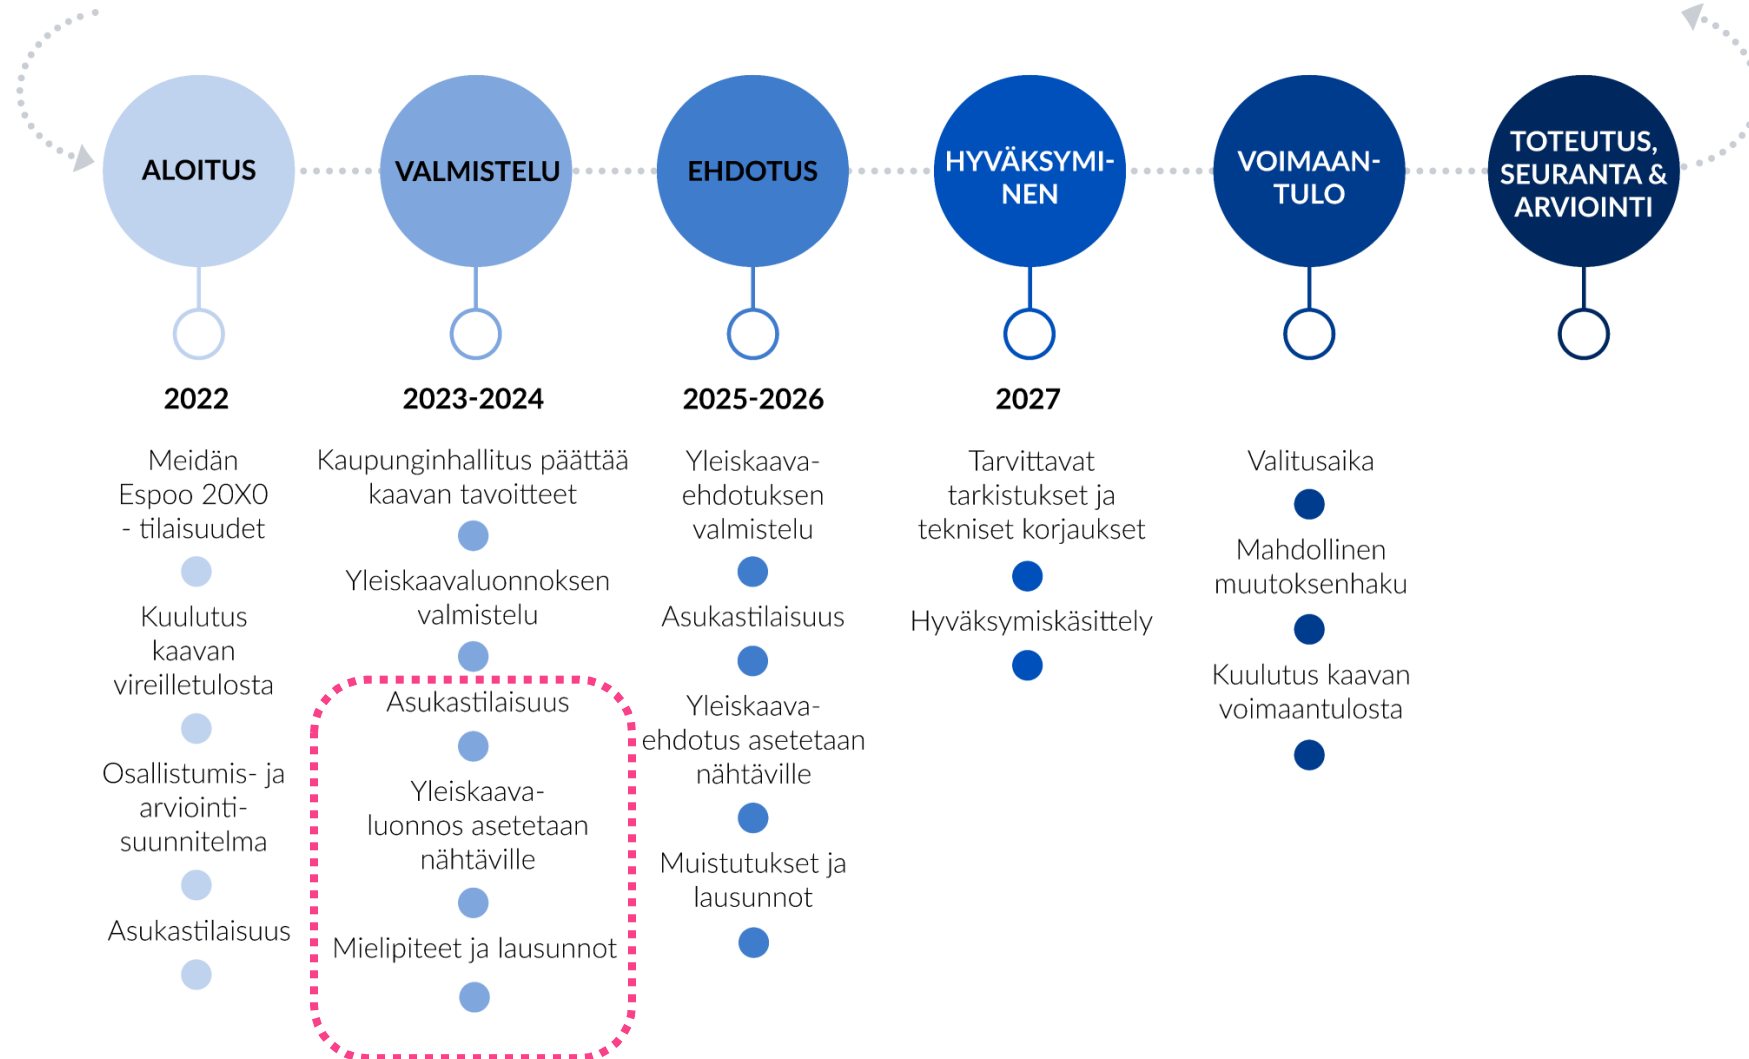 ALOITUS
VALMISTELU
EHDOTUS
HYVÄKSYMI-
NEN
VOIMAAN-
TULO
TOTEUTUS,
SEURANTA &
ARVIOINTI
2022
Meidän
Espoo 20X0
- tilaisuudet
Kuulutus
kaavan
vireilletulosta
Osallistumis- ja
arviointi-
suunnitelma
Asukastilaisuus
2023-2024
Kaupunginhallitus päättää
kaavan tavoitteet
Yleiskaavaluonnoksen
valmistelu
Asukastilaisuus
Yleiskaava-
luonnos asetetaan
nähtäville
Mielipiteet ja lausunnot
2025-2026
Yleiskaava-
ehdotuksen
valmistelu
Asukastilaisuus
Yleiskaava-
ehdotus asetetaan
nähtäville
Muistutukset ja
lausunnot
2027
Tarvittavat
tarkistukset ja
tekniset korjaukset
Hyväksymiskäsittely
Valitusaika
Mahdollinen
muutoksenhaku
Kuulutus kaavan
voimaantulosta